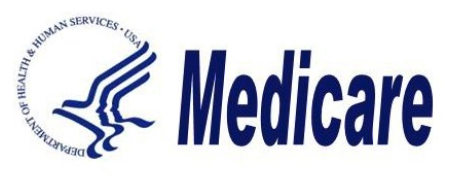 DEPARTMENT OF HEALTH & HUMAN SERVICES · USA
Medicare